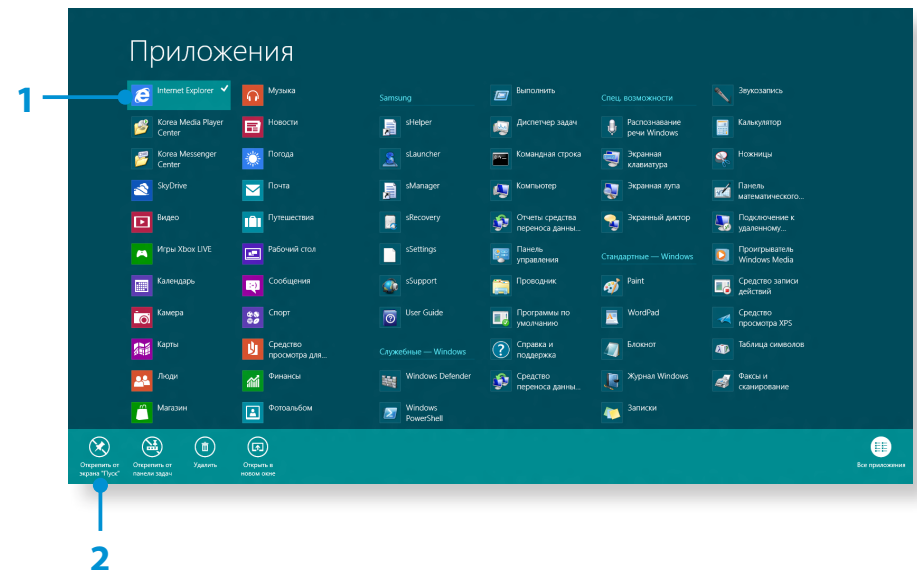 Приложения
1
Internet Explorer
Korea Media Player
Center
Korea Messenger
Center
SkyDrive
Видео
Игры Xbox LIVE
Календарь
Камера
Карты
Люди
Магазин
Музыка
Новости
Погода
Почта
Путешествия
Рабочий стол
Сообщения
Спорт
Средство
просмотра для...
Финансы
Фотоальбом
Samsung
sHelper
sLauncher
sManager
sRecovery
sSettings
sSupport
User Guide
Служебные — Windows
Windows Defender
Windows
PowerShell
Выполнить
Диспетчер задач
Командная строка
Компьютер
Отчеты средства
переноса данны...
Панель
управления
Проводник
Программы по
умолчанию
Справка и
поддержка
Средство
переноса данны...
Спец. возможности
Распознавание
речи Windows
Экранная
клавиатура
Экранная лупа
Экранный диктор
Стандартные — Windows
Paint
WordPad
Блокнот
Журнал Windows
Записки
Звукозапись
Калькулятор
Ножницы
Панель
математического...
Подключение к
удаленному...
Проигрыватель
Windows Media
Средство записи
действий
Средство
просмотра XPS
Таблица символов
Факсы и
сканирование
Открепить от
экрана "Пуск"
Открепить от
панели задач
Удалить
Открыть в
новом окне
Все приложения
2